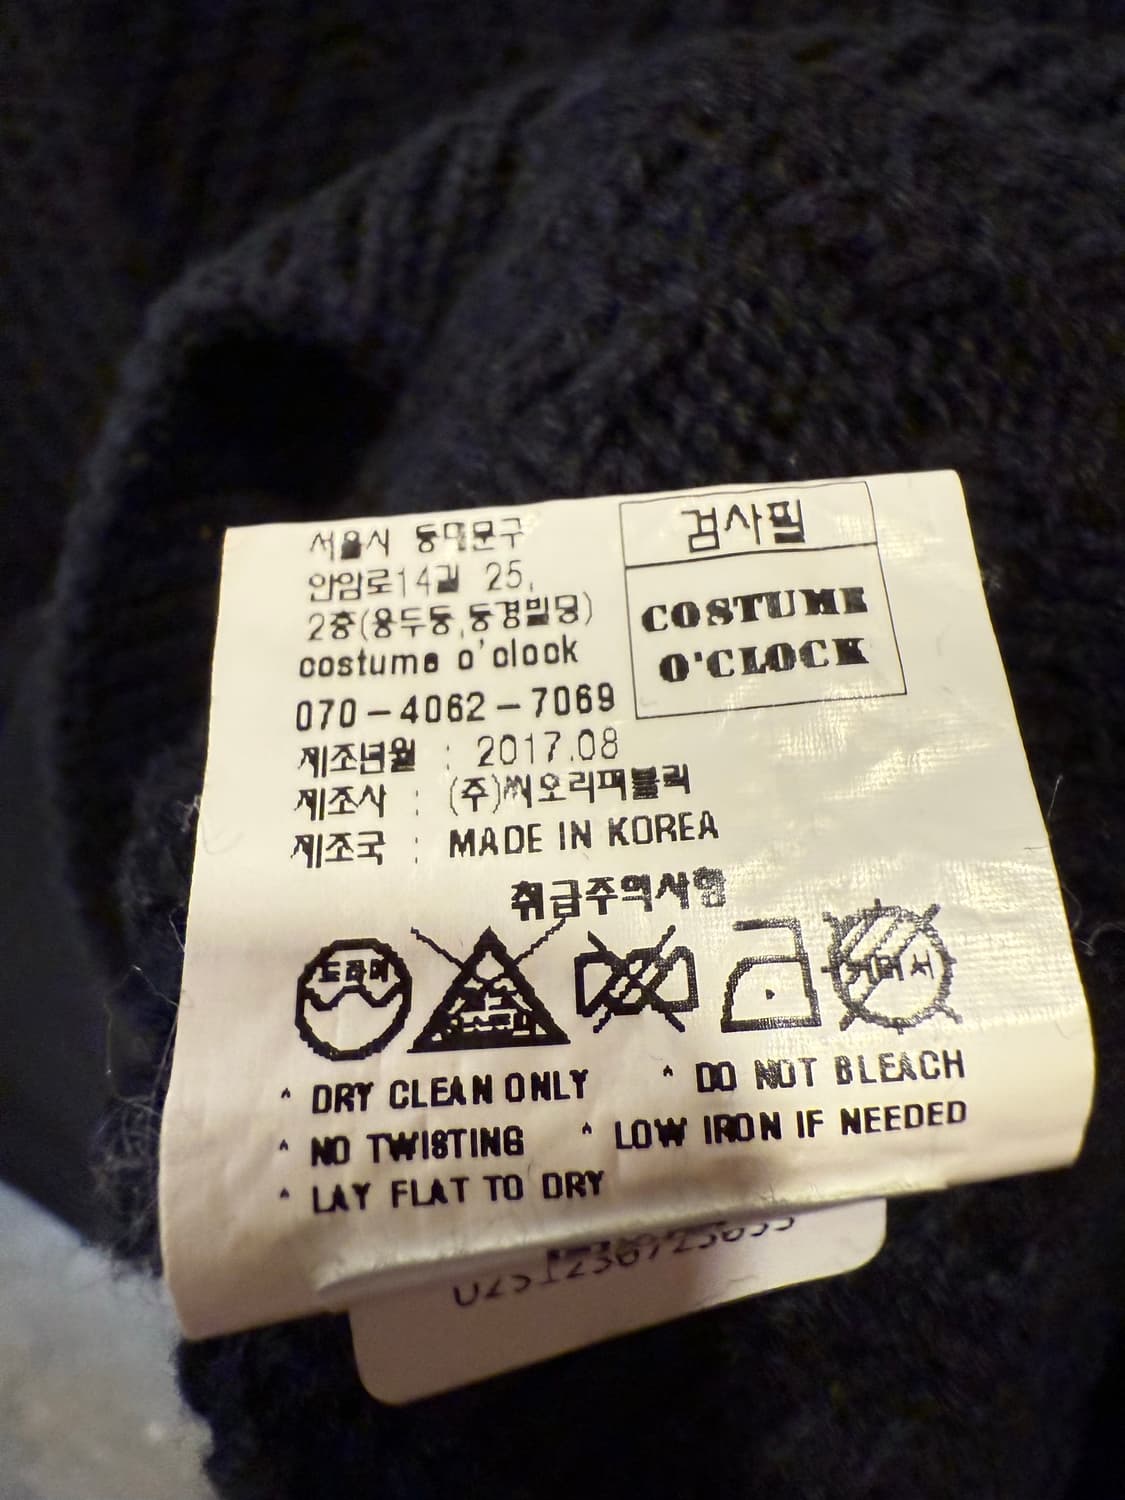 서울시 동대문구
안암로14길 25,
2층(용두동,동경빌딩)
costume o'clock
070-4062-7069
검사필
COSTUME
O'CLOCK
제조년월 : 2017.08
제조사 : (주)씨오리퍼블릭
제조국 : MADE IN KOREA
취급주의사항
드라이
* DRY CLEAN ONLY * DO NOT BLEACH
* NO TWISTING * LOW IRON IF NEEDED
* LAY FLAT TO DRY